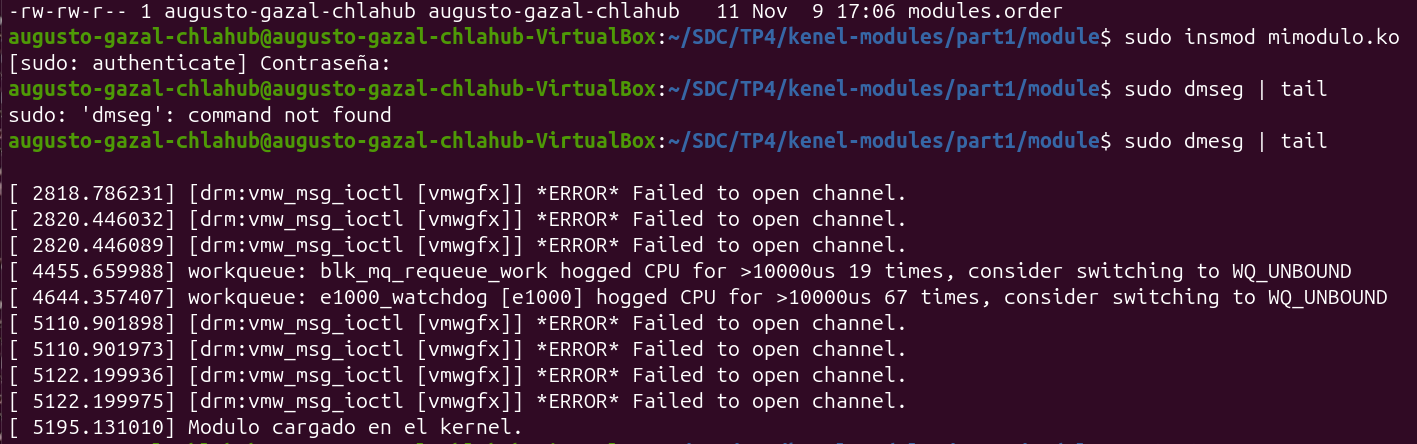 -rw-rw-r-- 1 augusto-gazal-chlahub augusto-gazal-chlahub   11 Nov  9 17:06 modules.order
augusto-gazal-chlahub@augusto-gazal-chlahub-VirtualBox:~/SDC/TP4/kenel-modules/part1/module$ sudo insmod mimodulo.ko
[sudo: authenticate] Contraseña:
augusto-gazal-chlahub@augusto-gazal-chlahub-VirtualBox:~/SDC/TP4/kenel-modules/part1/module$ sudo dmseg | tail
sudo: 'dmseg': command not found
augusto-gazal-chlahub@augusto-gazal-chlahub-VirtualBox:~/SDC/TP4/kenel-modules/part1/module$ sudo dmesg | tail
[ 2818.786231] [drm:vmw_msg_ioctl [vmwgfx]] *ERROR* Failed to open channel.
[ 2820.446032] [drm:vmw_msg_ioctl [vmwgfx]] *ERROR* Failed to open channel.
[ 2820.446089] [drm:vmw_msg_ioctl [vmwgfx]] *ERROR* Failed to open channel.
[ 4455.659988] workqueue: blk_mq_requeue_work hogged CPU for >10000us 19 times, consider switching to WQ_UNBOUND
[ 4644.357407] workqueue: e1000_watchdog [e1000] hogged CPU for >10000us 67 times, consider switching to WQ_UNBOUND
[ 5110.901898] [drm:vmw_msg_ioctl [vmwgfx]] *ERROR* Failed to open channel.
[ 5110.901973] [drm:vmw_msg_ioctl [vmwgfx]] *ERROR* Failed to open channel.
[ 5122.199936] [drm:vmw_msg_ioctl [vmwgfx]] *ERROR* Failed to open channel.
[ 5122.199975] [drm:vmw_msg_ioctl [vmwgfx]] *ERROR* Failed to open channel.
[ 5195.131010] Modulo cargado en el kernel.